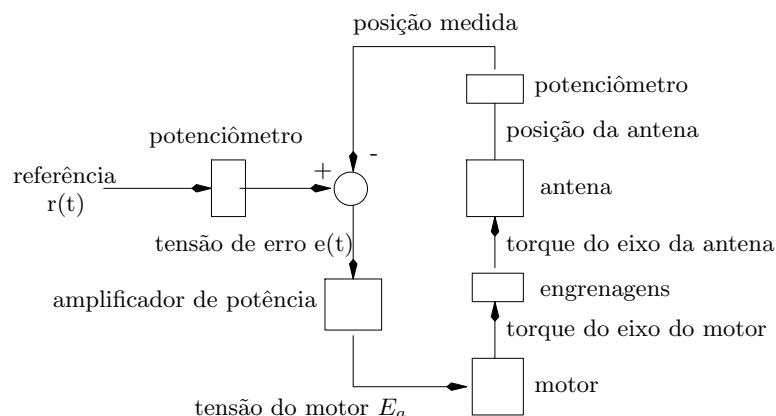 posição medida
potenciômetro
potenciômetro
posição da antena
+
-
referência
r(t)
antena
tensão de erro e(t)
torque do eixo da antena
amplificador de potência
engrenagens
torque do eixo do motor
motor
tensão do motor Eₐ